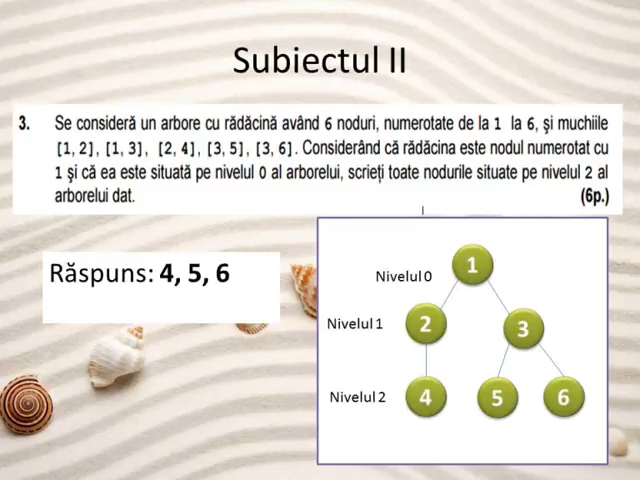 Subiectul II
3. Se consideră un arbore cu rădăcină având 6 noduri, numerotate de la 1 la 6, şi muchiile
[1,2], [1,3], [2,4], [3,5], [3,6]. Considerând că rădăcina este nodul numerotat cu
1 şi că ea este situată pe nivelul 0 al arborelui, scrieţi toate nodurile situate pe nivelul 2 al
arborelui dat. (6p.)
Răspuns: 4, 5, 6
Nivelul 0
1
Nivelul 1
2
3
Nivelul 2
4
5
6